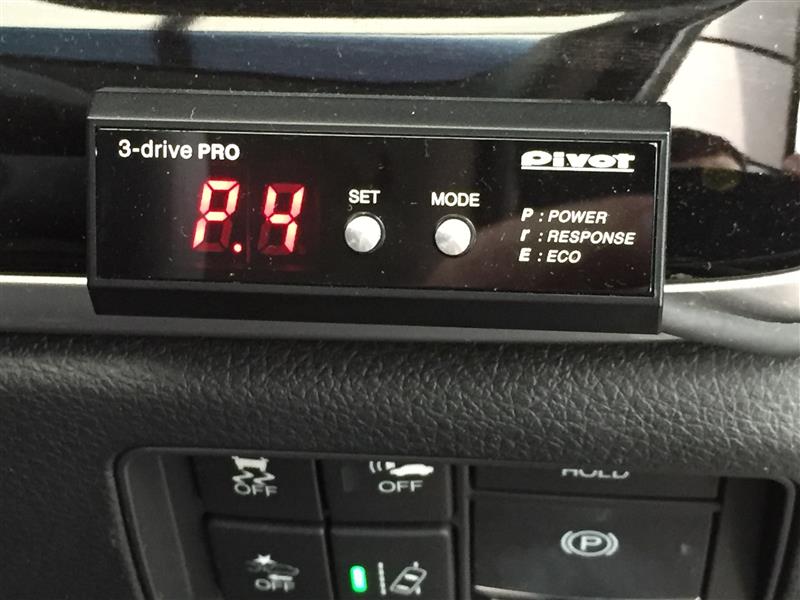 3-drive PRO
pivot
P.4
SET
MODE
P : POWER
r : RESPONSE
E : ECO
OFF
OFF
HOLD
OFF
P